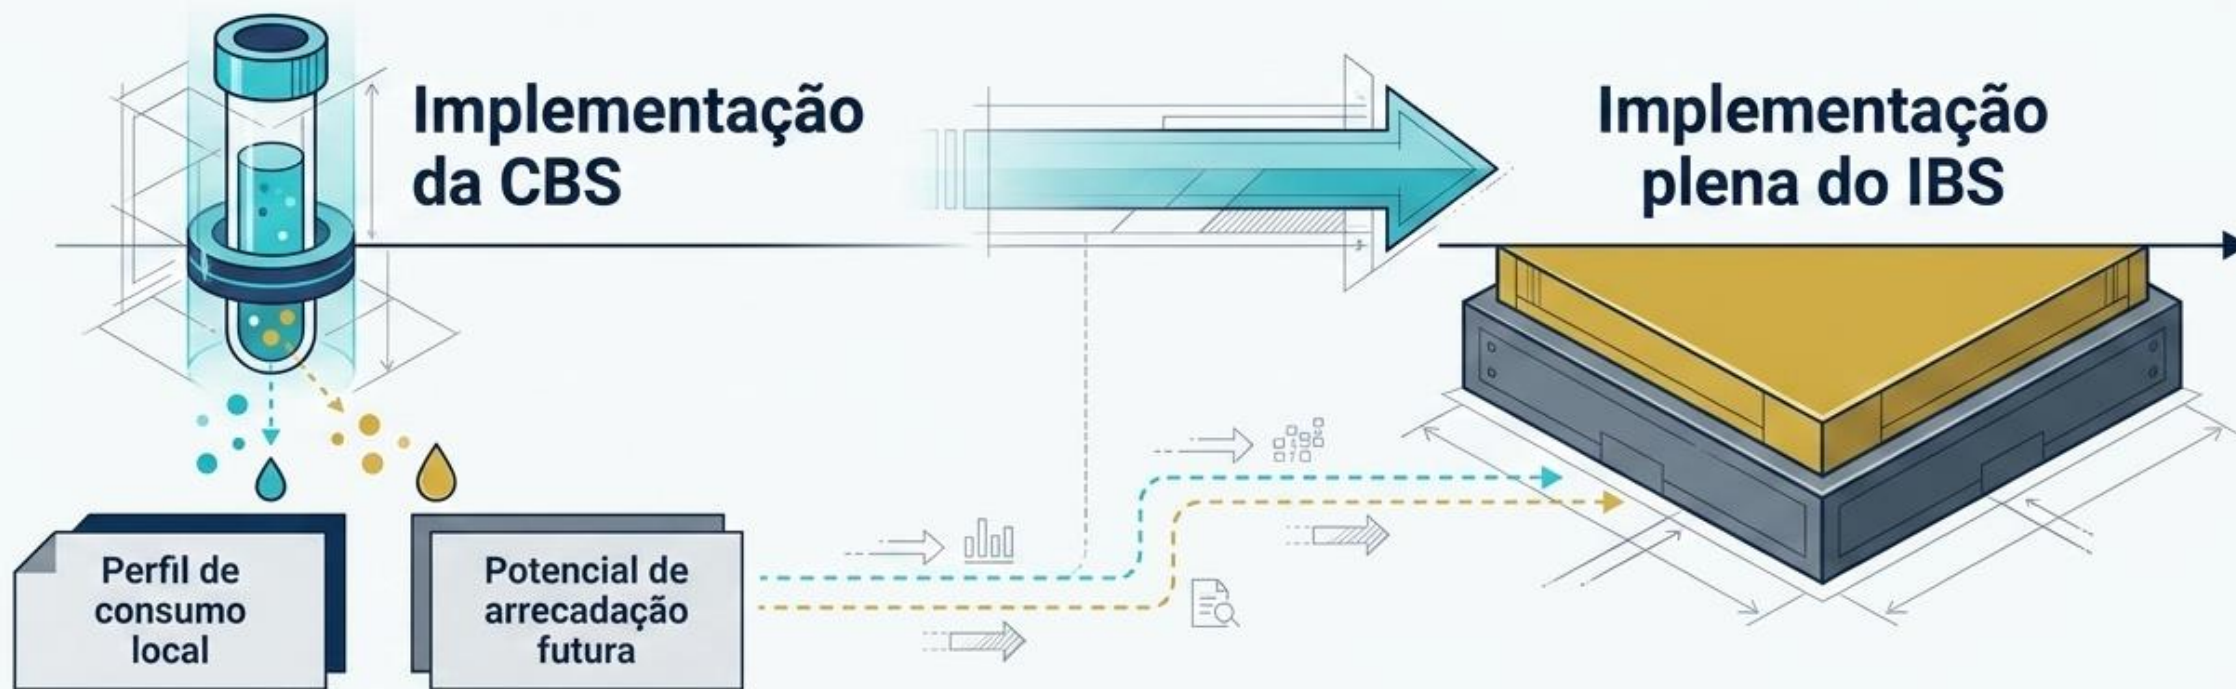 Implementação
da CBS
Implementação
plena do IBS
Perfil de
consumo
local
Potencial de
arrecadação
futura